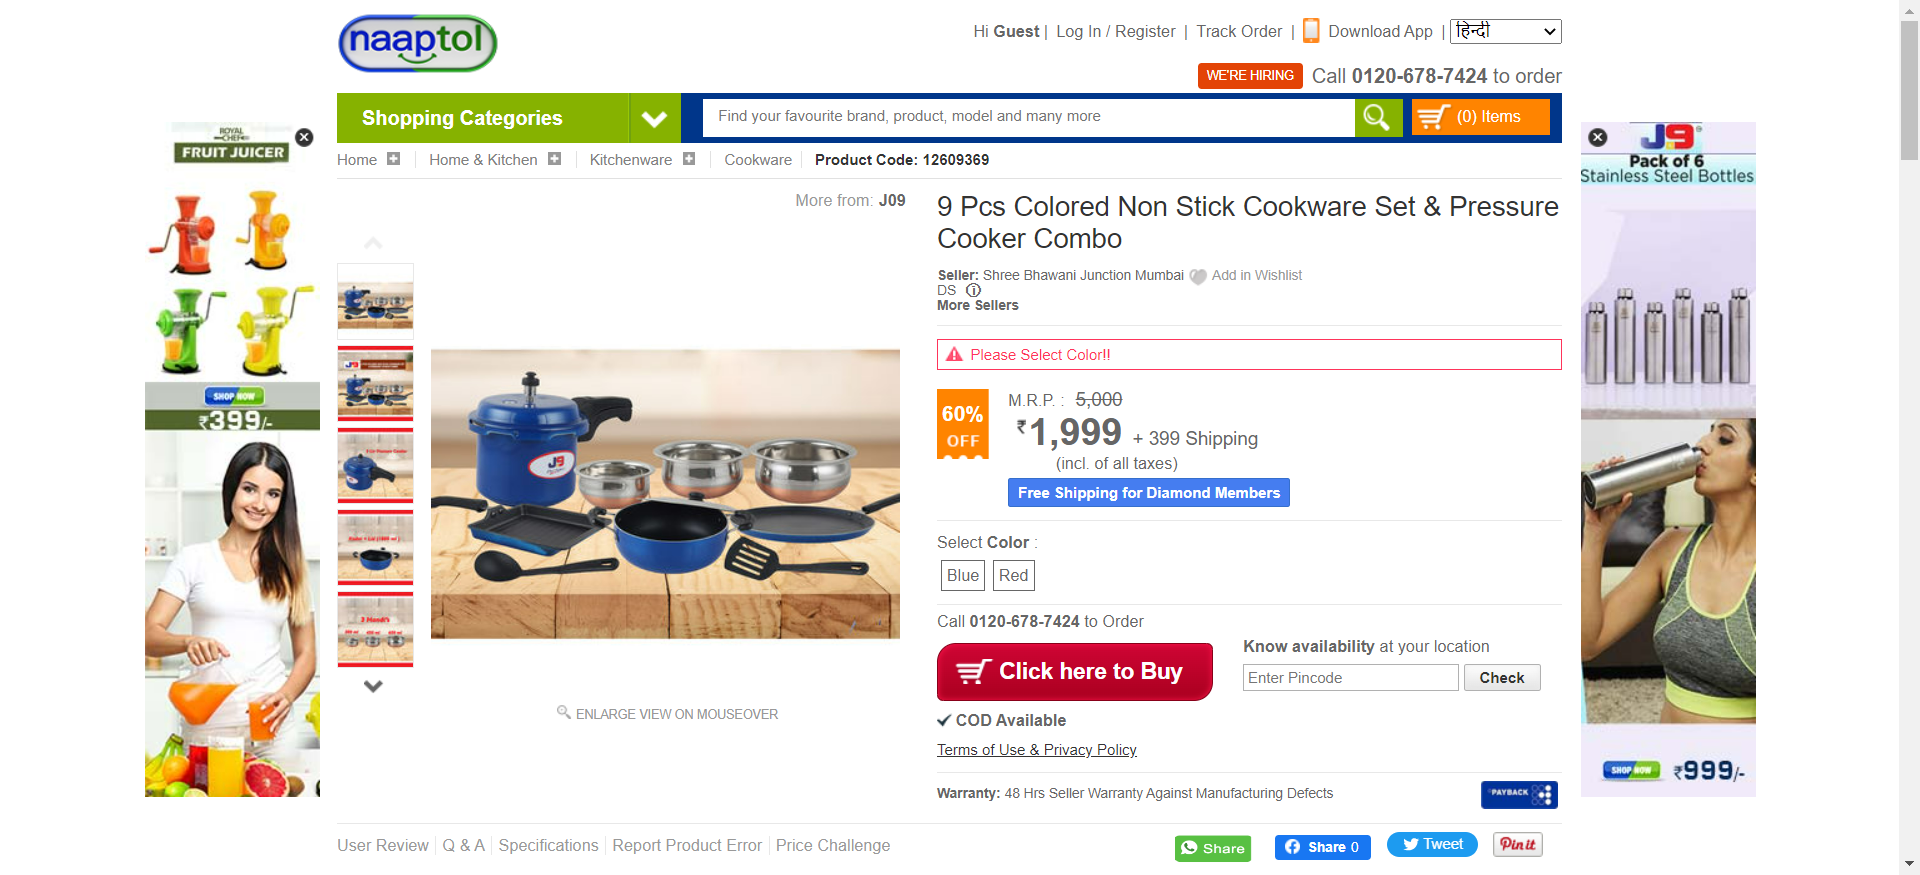 naaptol
Hi Guest | Log In / Register | Track Order | Download App | हिन्दी
WE'RE HIRING Call 0120-678-7424 to order
Shopping Categories
Find your favourite brand, product, model and many more
(0) Items
Home Home & Kitchen Kitchenware Cookware Product Code: 12609369
ROYAL CHEF
FRUIT JUICER
SHOP NOW
₹399/-
More from: J09
J9
9 Pcs Colored Non Stick Cookware Set & Pressure
Cooker Combo
Seller: Shree Bhawani Junction Mumbai Add in Wishlist
DS
More Sellers
Please Select Color!!
60%
OFF
M.R.P. : 5,000
₹1,999 + 399 Shipping
(incl. of all taxes)
Free Shipping for Diamond Members
Select Color :
Blue Red
Call 0120-678-7424 to Order
Click here to Buy
Know availability at your location
Enter Pincode Check
COD Available
Terms of Use & Privacy Policy
Warranty: 48 Hrs Seller Warranty Against Manufacturing Defects
PAYBACK
ENLARGE VIEW ON MOUSEOVER
User Review Q & A Specifications Report Product Error Price Challenge
Share
Share 0
Tweet
Pin it
J9
Pack of 6
Stainless Steel Bottles
SHOP NOW ₹999/-